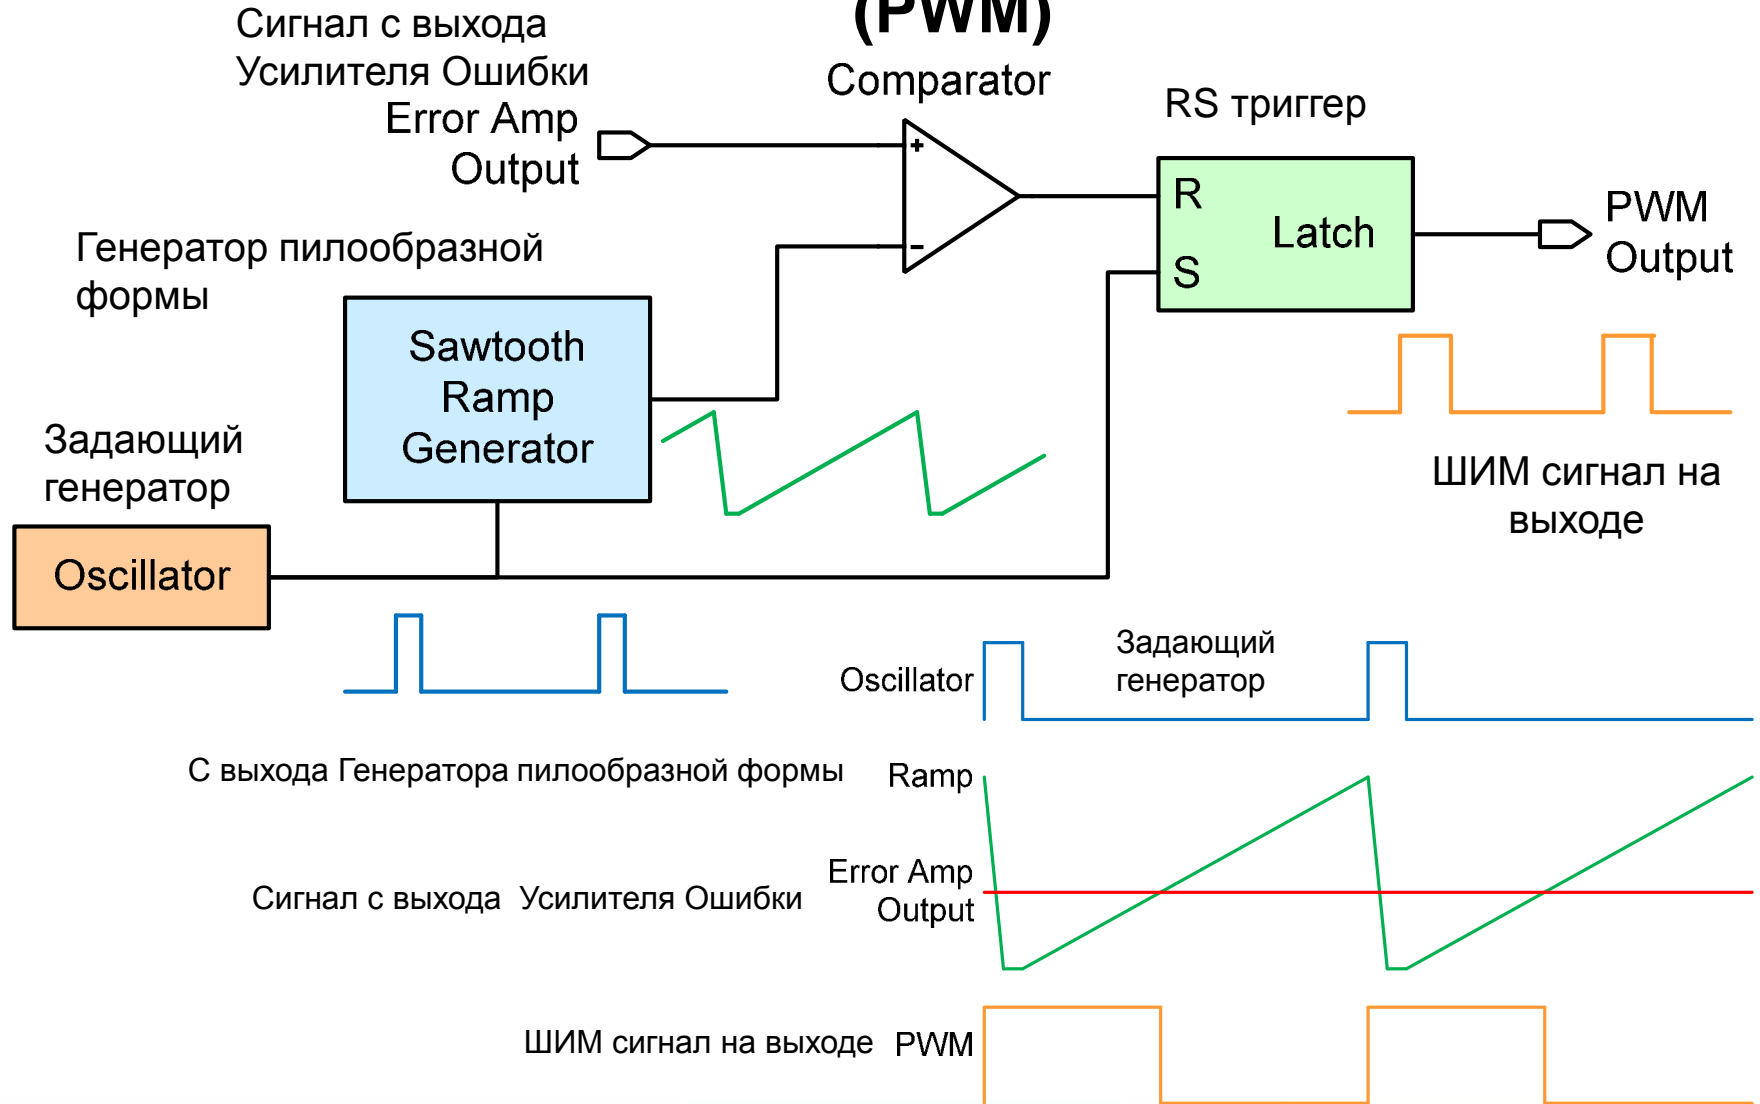 (PWM)
Сигнал с выхода
Усилителя Ошибки
Error Amp
Output
Comparator
+
−
RS триггер
R
S
Latch
PWM
Output
Генератор пилообразной
формы
Sawtooth
Ramp
Generator
Задающий
генератор
Oscillator
ШИМ сигнал на
выходе
Oscillator
Задающий
генератор
С выхода Генератора пилообразной формы
Ramp
Сигнал с выхода Усилителя Ошибки
Error Amp
Output
ШИМ сигнал на выходе
PWM